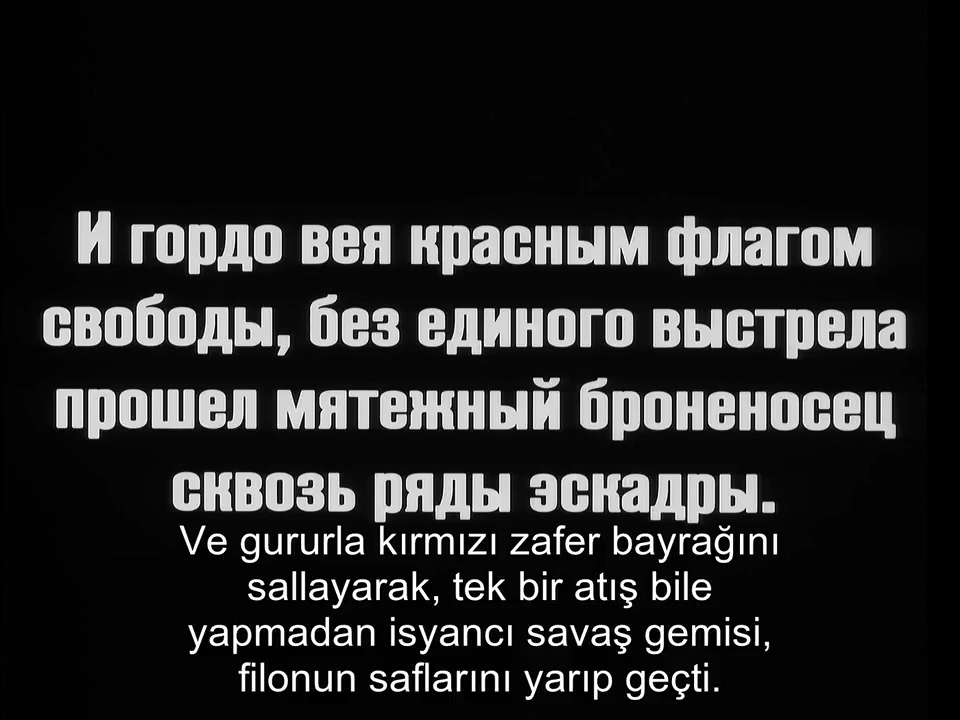 И гордо вея красным флагом
свободы, без единого выстрела
прошел мятежный броненосец
сквозь ряды эскадры.
Ve gururla kırmızı zafer bayrağını
sallayarak, tek bir atış bile
yapmadan isyancı savaş gemisi,
filonun saflarını yarıp geçti.